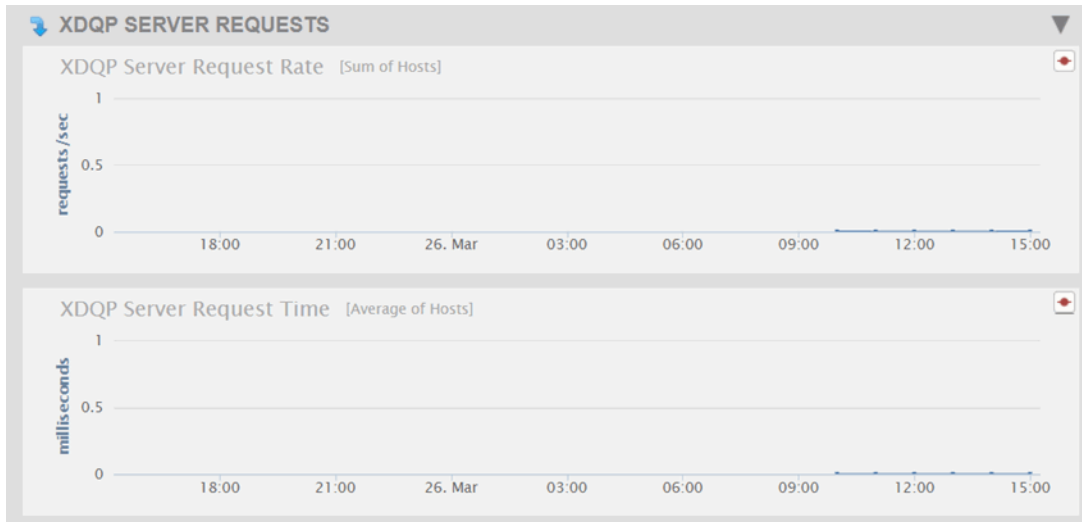 XDQP SERVER REQUESTS
XDQP Server Request Rate [Sum of Hosts]
requests/sec
1
0.5
0
18:00 21:00 26. Mar 03:00 06:00 09:00 12:00 15:00
XDQP Server Request Time [Average of Hosts]
milliseconds
1
0.5
0
18:00 21:00 26. Mar 03:00 06:00 09:00 12:00 15:00